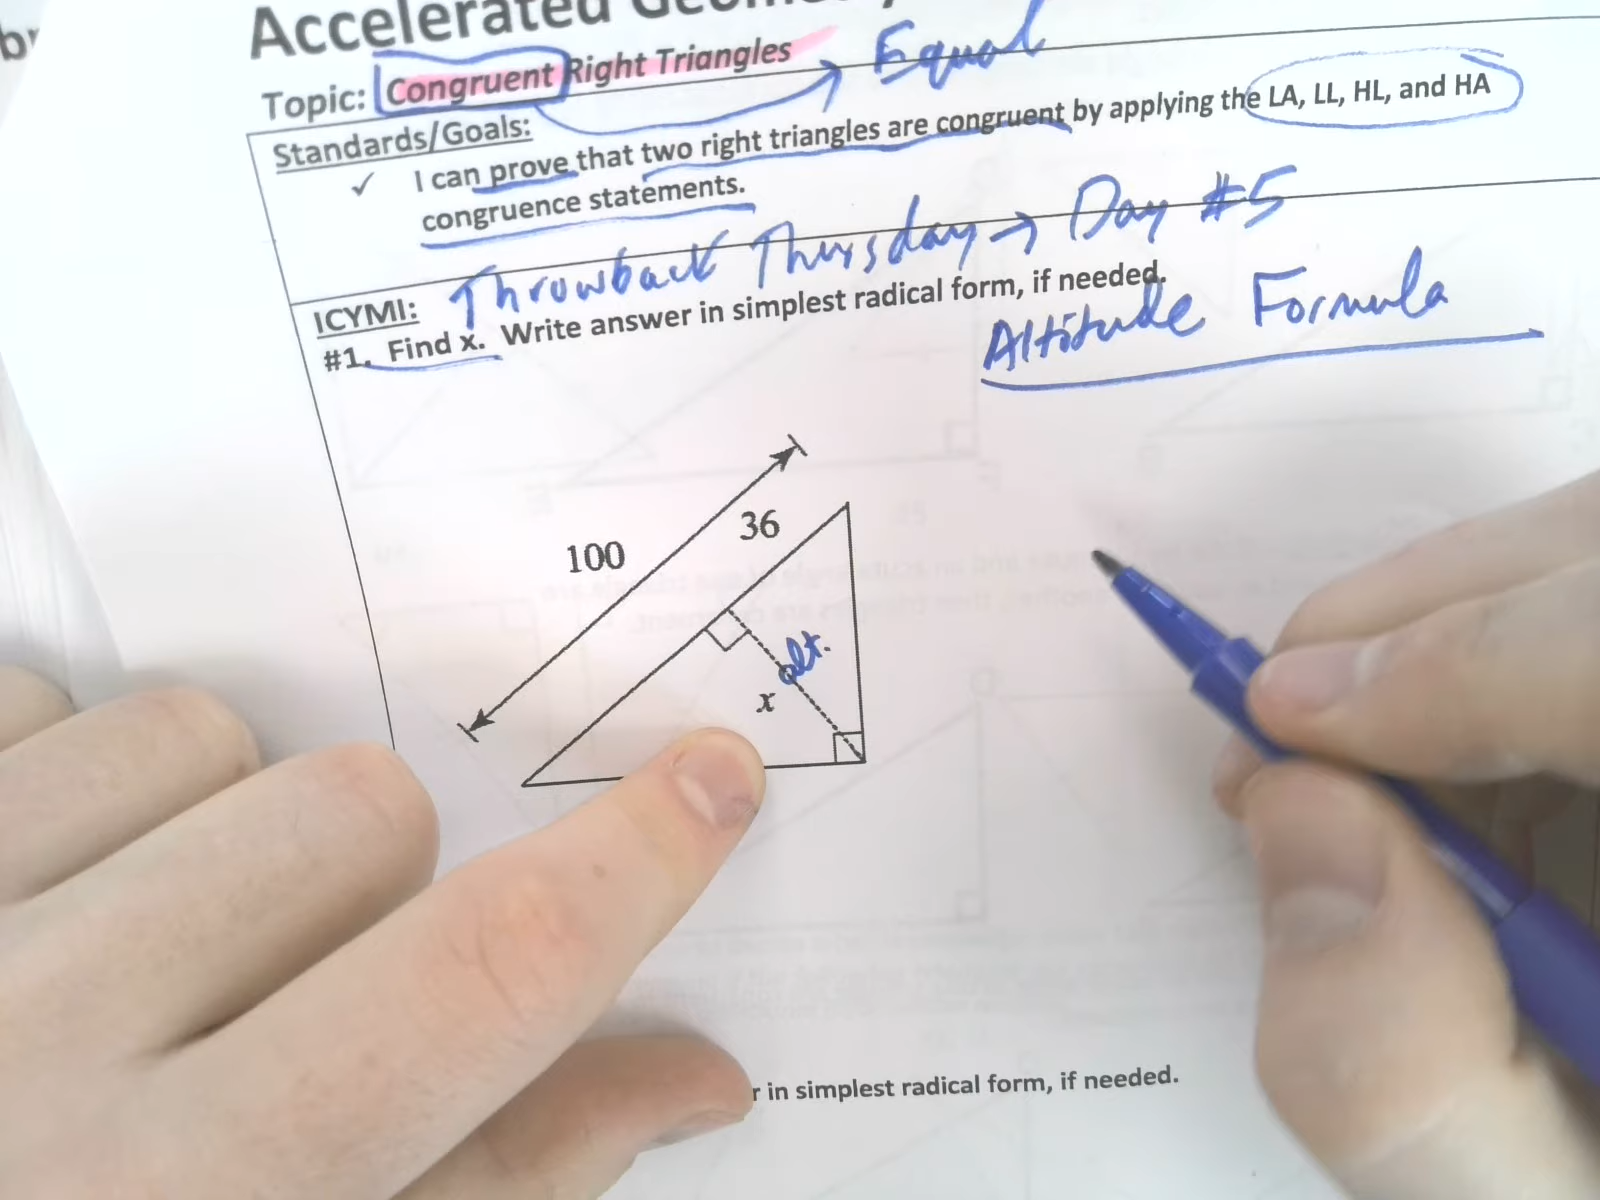 Accelerated
Topic: Congruent Right Triangles → Equal
Standards/Goals:
✓ I can prove that two right triangles are congruent by applying the LA, LL, HL, and HA
congruence statements.
ICYMI: Throwback Thursday → Day #5
#1. Find x. Write answer in simplest radical form, if needed.
Altitude Formula
36
100
alt.
x
in simplest radical form, if needed.